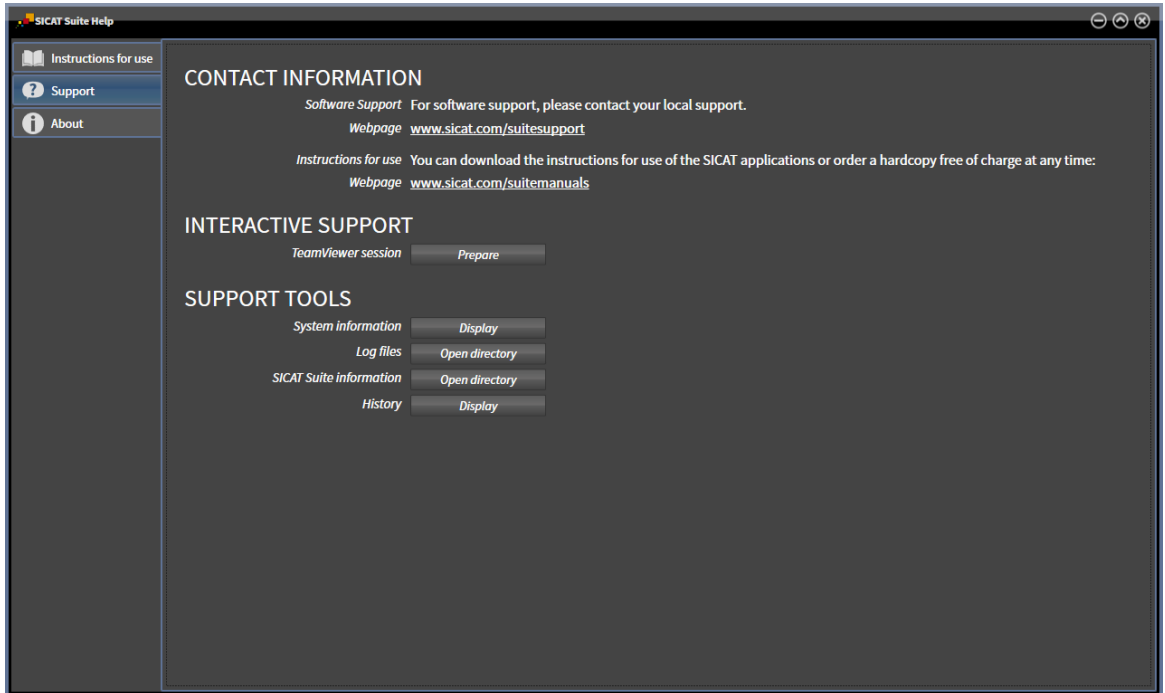 SICAT Suite Help
Instructions for use
Support
About
CONTACT INFORMATION
Software Support For software support, please contact your local support.
Webpage www.sicat.com/suitesupport
Instructions for use You can download the instructions for use of the SICAT applications or order a hardcopy free of charge at any time:
Webpage www.sicat.com/suitemanuals
INTERACTIVE SUPPORT
TeamViewer session Prepare
SUPPORT TOOLS
System information Display
Log files Open directory
SICAT Suite information Open directory
History Display